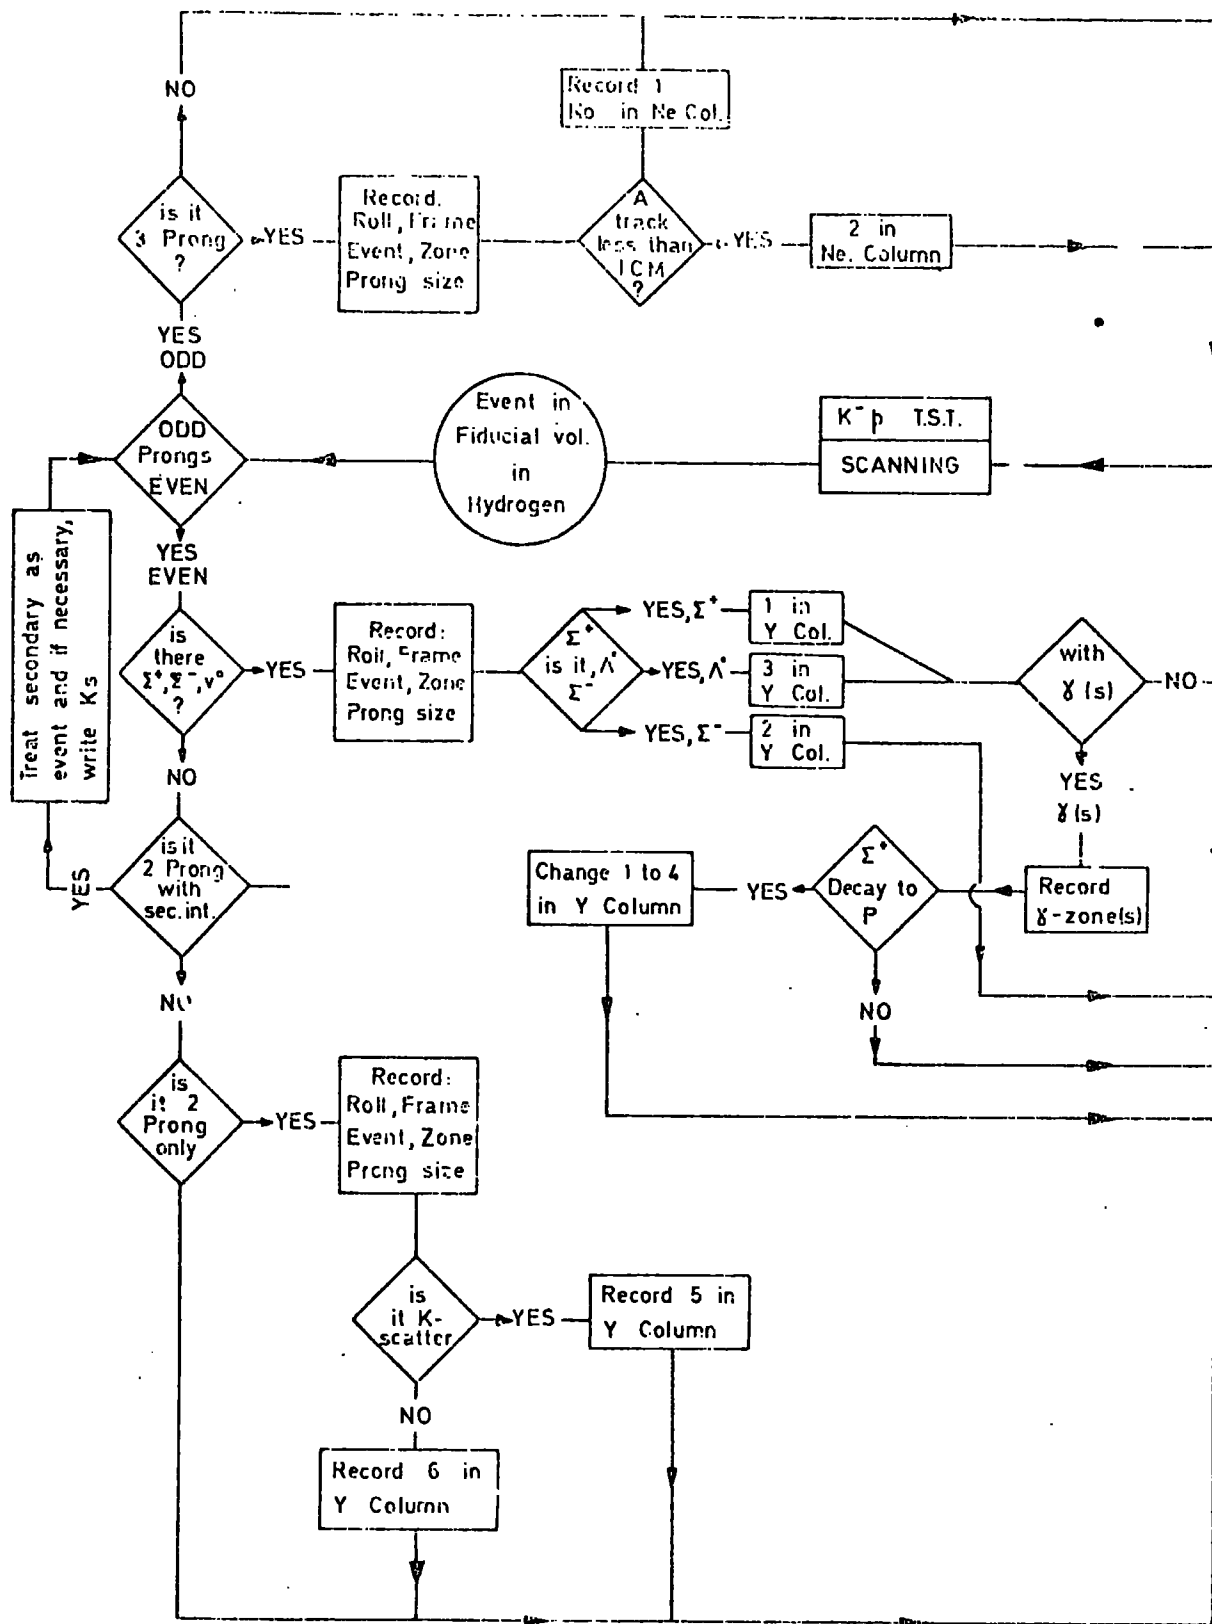 NO
Record 1
No in Ne Col.
is it
3 Prong
?
YES
Record.
Roll, Frame
Event, Zone
Prong size
A
track
less than
1CM
?
YES
2 in
Ne. Column
YES
ODD
ODD
Prongs
EVEN
Event in
Fiducial vol.
in
Hydrogen
K⁻ p T.S.T.
SCANNING
Treat secondary as
event and if necessary,
write Ks
YES
EVEN
is
there
Σ⁺, Σ⁻, v°
?
YES
Record:
Roll, Frame
Event, Zone
Prong size
Σ⁺
is it, Λ°
Σ⁻
YES, Σ⁺
1 in
Y Col.
YES, Λ°
3 in
Y Col.
YES, Σ⁻
2 in
Y Col.
with
γ(s)
NO
YES
γ(s)
NO
is it
2 Prong
with
sec. int.
YES
Change 1 to 4
in Y Column
YES
Σ⁺
Decay to
P
Record
γ-zone(s)
NO
NO
is
it 2
Prong
only
YES
Record:
Roll, Frame
Event, Zone
Prong size
is
it K-
scatter
YES
Record 5 in
Y Column
NO
Record 6 in
Y Column